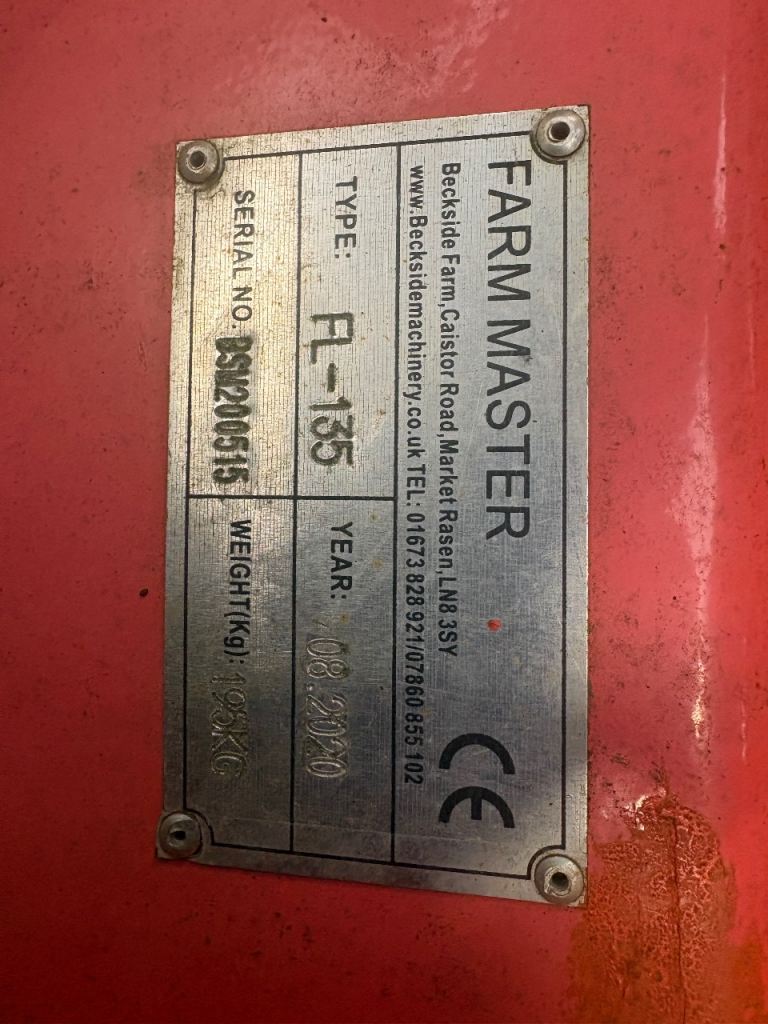 FARM MASTER
CE
Beckside Farm,Caistor Road,Market Rasen,LN8 3SY
www.Becksidemachinery.co.uk TEL: 01673 828 921/07860 855 102
TYPE: FL-135 YEAR: 08.2020
SERIAL NO. BSM200515 WEIGHT(Kg): 195KG